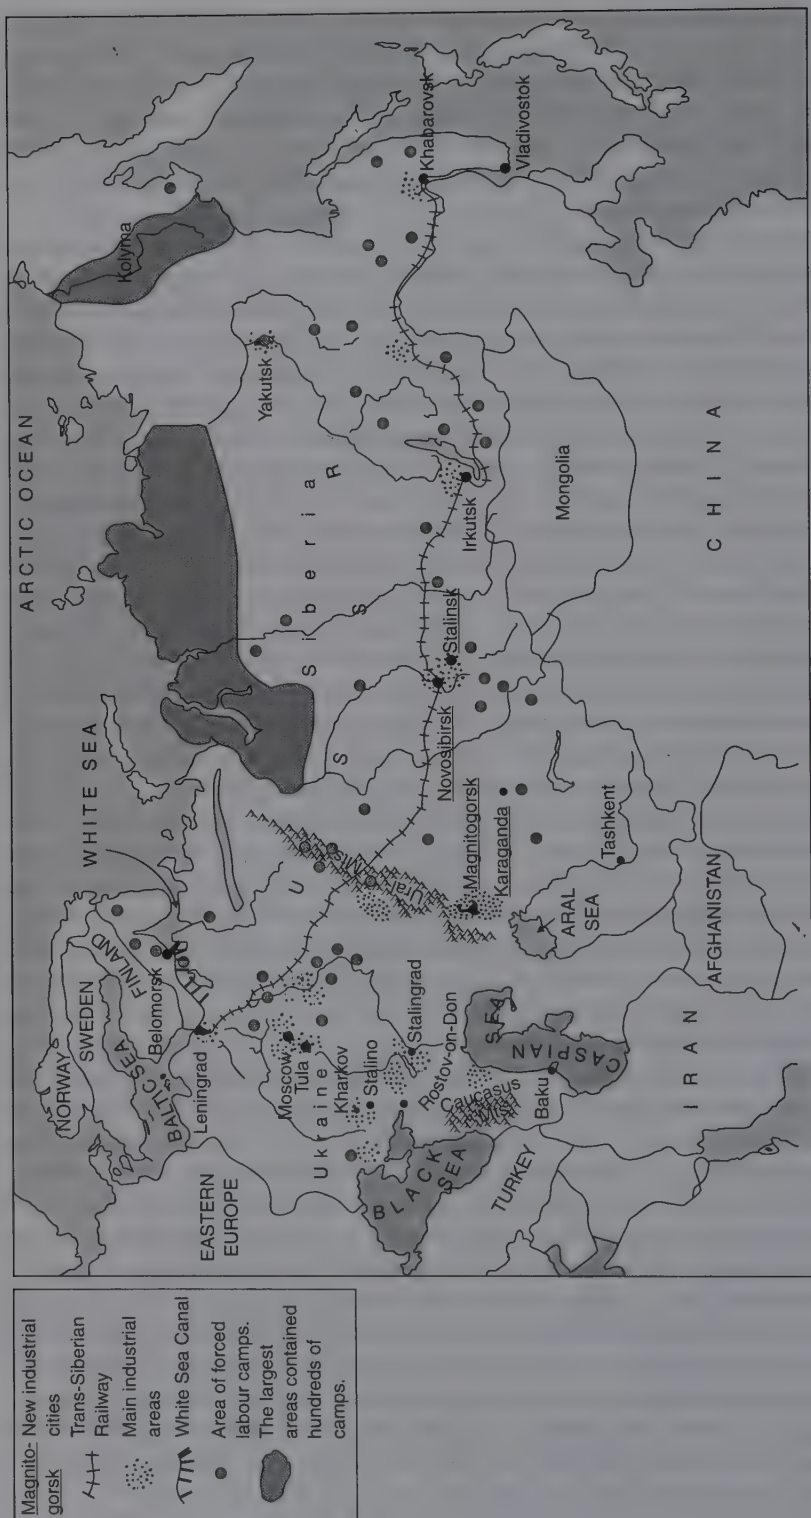 ARCTIC OCEAN
WHITE SEA
NORWAY
SWEDEN
FINLAND
BALTIC SEA
Belomorsk
Leningrad
EASTERN
EUROPE
Moscow
Tula
Ukraine
Kharkov
Stalino
Stalingrad
Rostov-on-Don
BLACK
SEA
Caucasus
Mts
CASPIAN
SEA
Baku
TURKEY
IRAN
AFGHANISTAN
ARAL
SEA
Tashkent
Ural
Mts
Magnitogorsk
Karaganda
Novosibirsk
Stalinsk
U S S R
Siberia
Irkutsk
Yakutsk
Kolyma
Khabarovsk
Vladivostok
Mongolia
CHINA
Magnito-
gorsk
New industrial
cities
Trans-Siberian
Railway
Main industrial
areas
White Sea Canal
Area of forced
labour camps.
The largest
areas contained
hundreds of
camps.